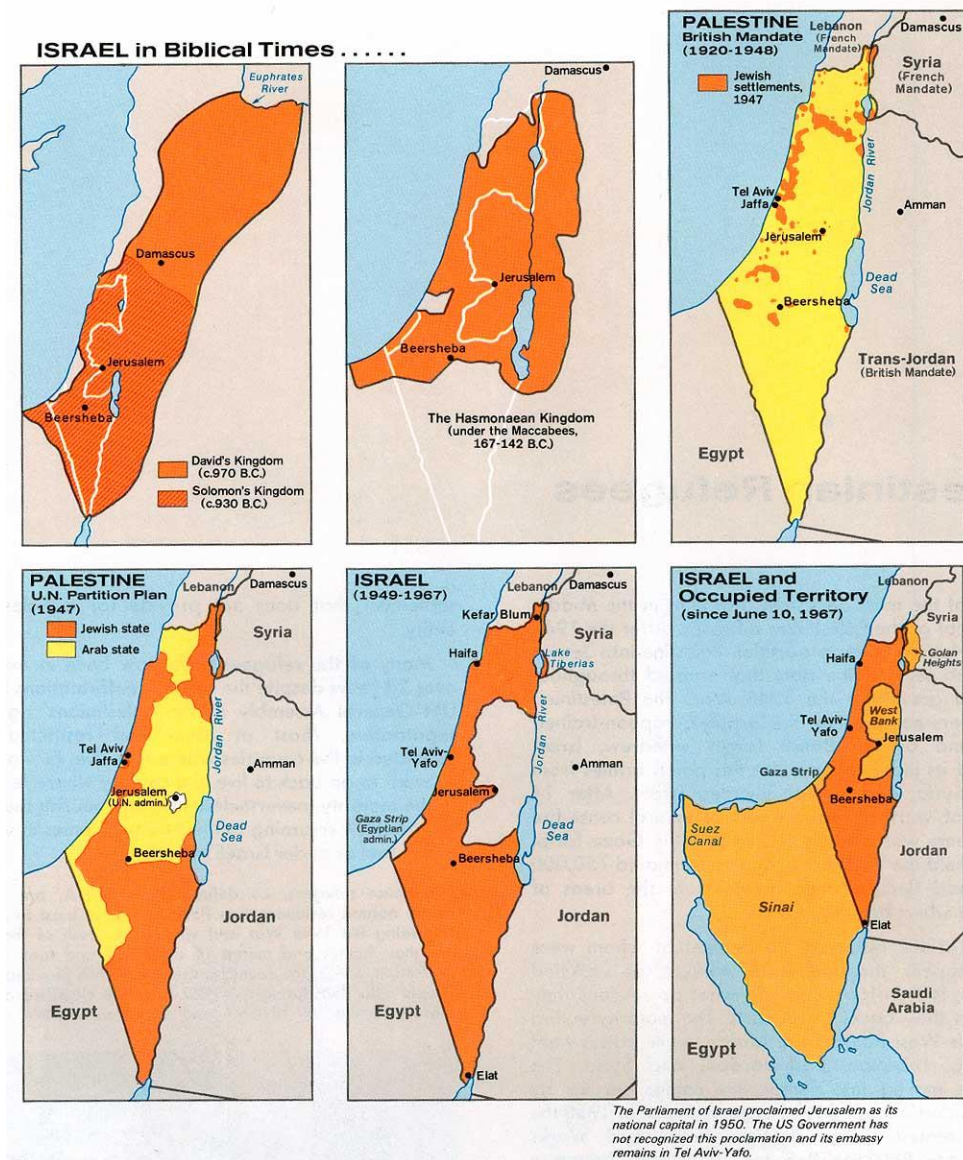 ISRAEL in Biblical Times ......
Euphrates
River
Damascus
Jerusalem
Beersheba
David's Kingdom
(c.970 B.C.)
Solomon's Kingdom
(c.930 B.C.)
Damascus
Jerusalem
Beersheba
The Hasmonaean Kingdom
(under the Maccabees,
167-142 B.C.)
PALESTINE
British Mandate
(1920-1948)
Jewish
settlements,
1947
Lebanon
(French
Mandate)
Damascus
Syria
(French
Mandate)
Jordan River
Tel Aviv
Jaffa
Amman
Jerusalem
Dead
Sea
Beersheba
Trans-Jordan
(British Mandate)
Egypt
PALESTINE
U.N. Partition Plan
(1947)
Jewish state
Arab state
Lebanon
Damascus
Syria
Jordan River
Tel Aviv
Jaffa
Amman
Jerusalem
(U.N. admin.)
Dead
Sea
Beersheba
Jordan
Egypt
ISRAEL
(1949-1967)
Lebanon
Damascus
Kefar Blum
Syria
Haifa
Lake
Tiberias
Jordan River
Tel Aviv-
Yafo
Amman
Jerusalem
Gaza Strip
(Egyptian
admin.)
Dead
Sea
Beersheba
Jordan
Egypt
Elat
ISRAEL and
Occupied Territory
(since June 10, 1967)
Lebanon
Syria
Golan
Heights
Haifa
West
Bank
Tel Aviv-
Yafo
Jerusalem
Gaza Strip
Beersheba
Suez
Canal
Jordan
Sinai
Elat
Saudi
Arabia
Egypt
The Parliament of Israel proclaimed Jerusalem as its
national capital in 1950. The US Government has
not recognized this proclamation and its embassy
remains in Tel Aviv-Yafo.